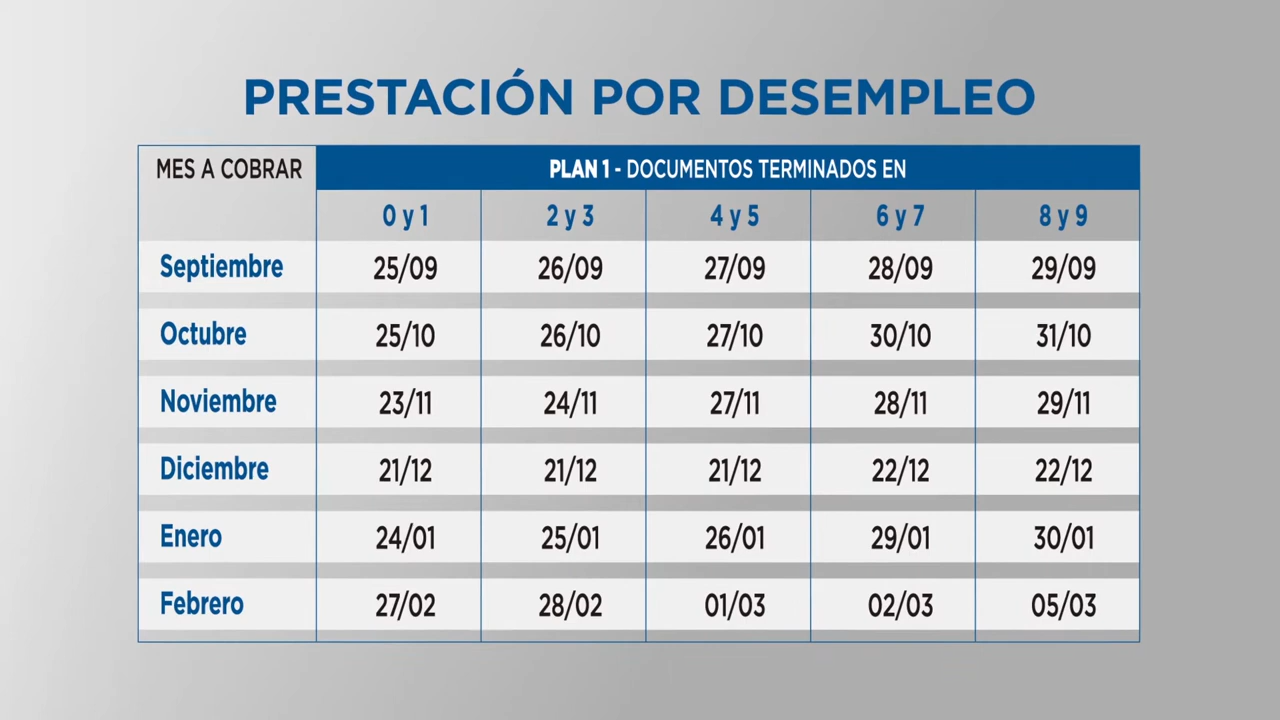 PRESTACIÓN POR DESEMPLEO
MES A COBRAR PLAN 1 - DOCUMENTOS TERMINADOS EN
0 y 1 2 y 3 4 y 5 6 y 7 8 y 9
Septiembre 25/09 26/09 27/09 28/09 29/09
Octubre 25/10 26/10 27/10 30/10 31/10
Noviembre 23/11 24/11 27/11 28/11 29/11
Diciembre 21/12 21/12 21/12 22/12 22/12
Enero 24/01 25/01 26/01 29/01 30/01
Febrero 27/02 28/02 01/03 02/03 05/03